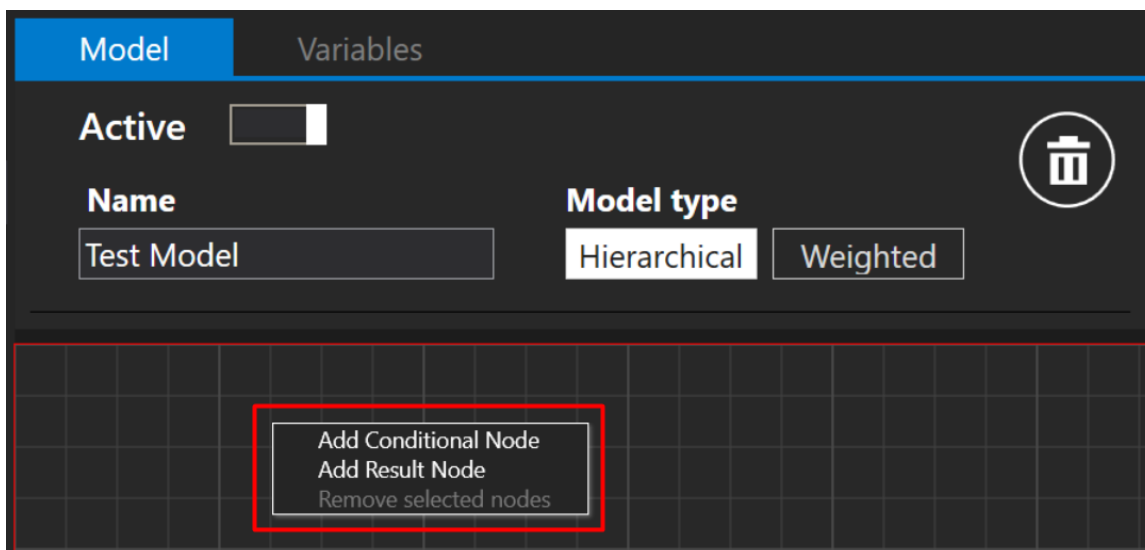 Model Variables
Active
Name Model type
Test Model Hierarchical Weighted
Add Conditional Node
Add Result Node
Remove selected nodes